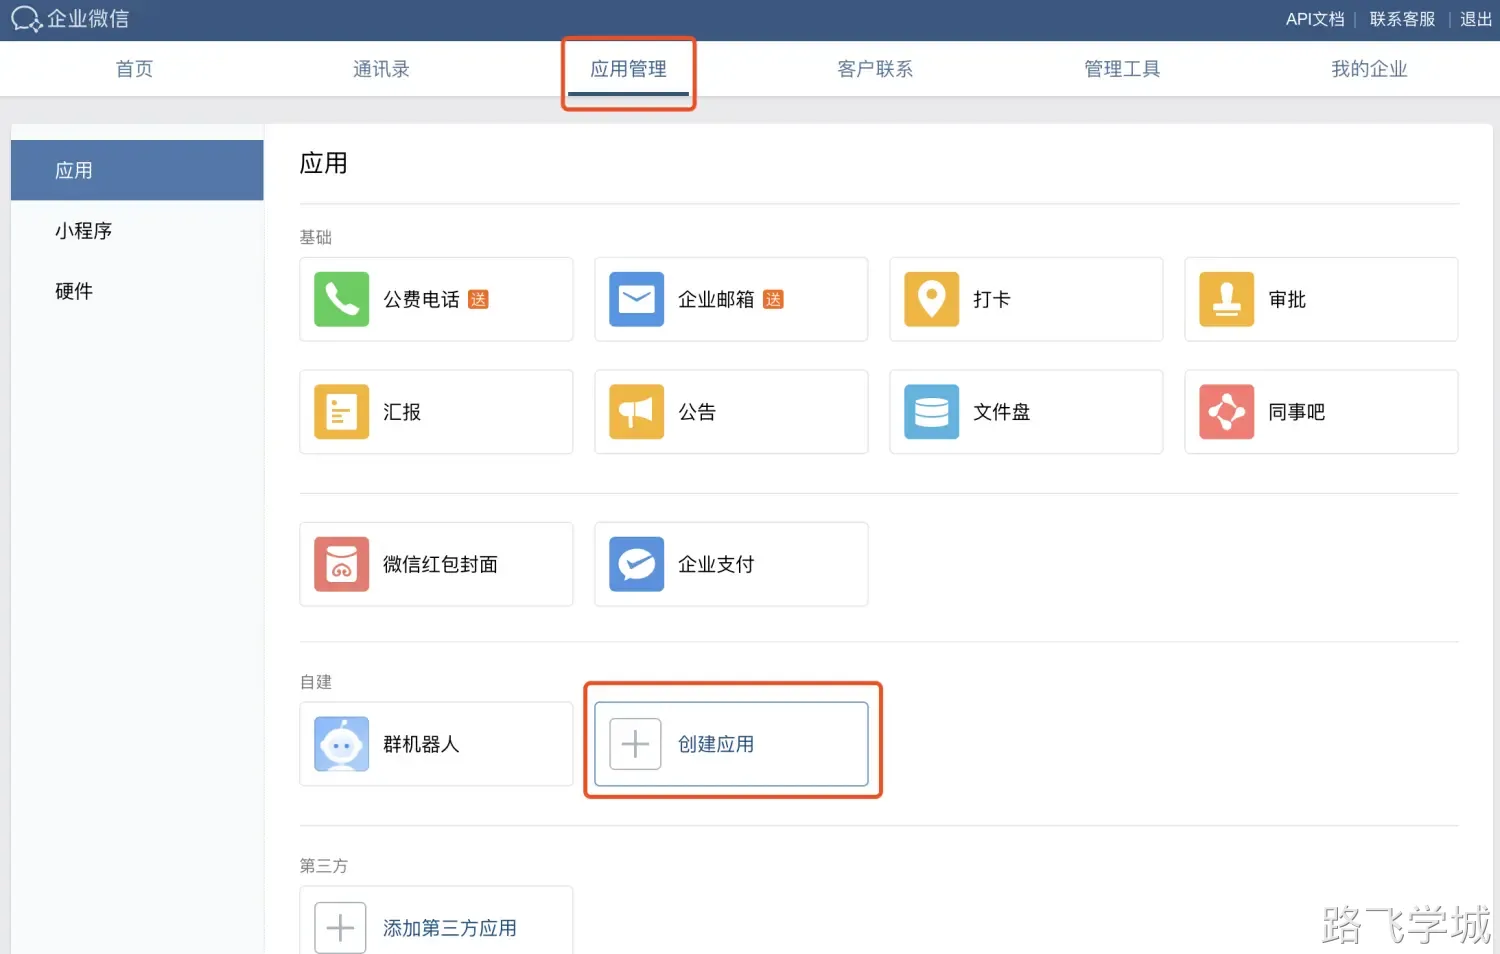 企业微信
API文档 联系客服 退出
首页 通讯录 应用管理 客户联系 管理工具 我的企业
应用
小程序
硬件
应用
基础
公费电话 送
企业邮箱 送
打卡
审批
汇报
公告
文件盘
同事吧
微信红包封面
企业支付
自建
群机器人
创建应用
第三方
添加第三方应用
路飞学城